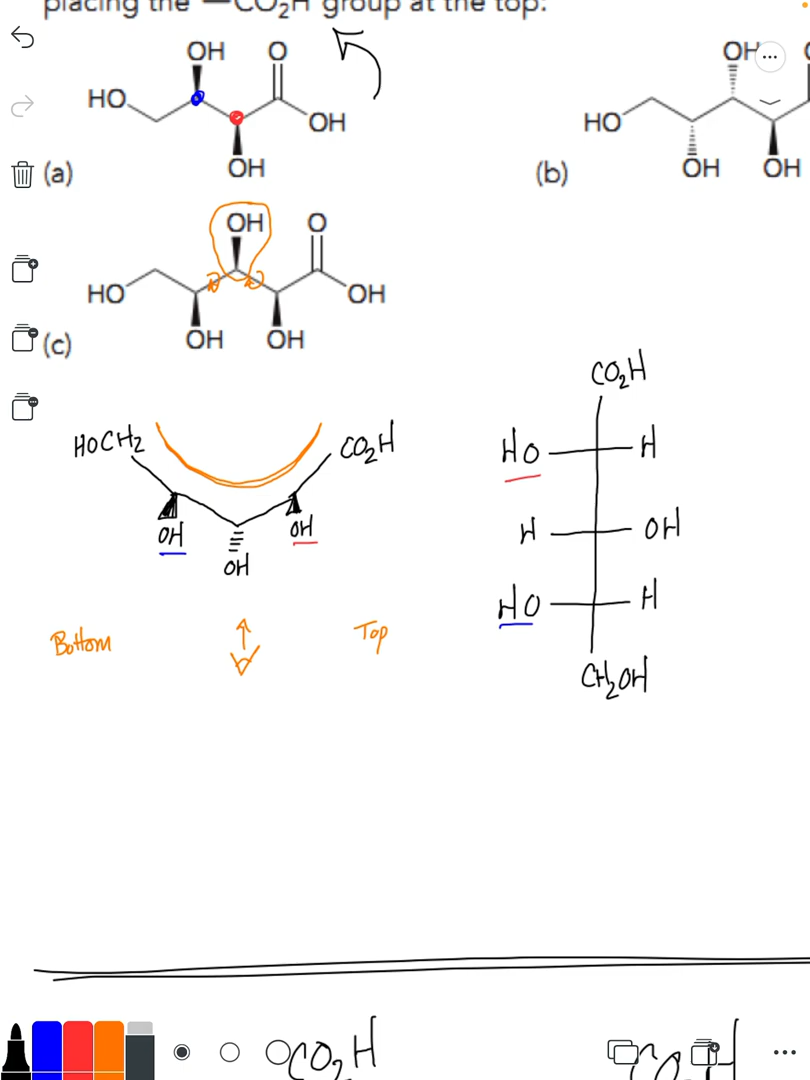 placing the —CO₂H group at the top:
OH O OH
HO OH HO
OH OH OH
(a) (b)
OH O
HO OH
OH OH
(c)
CO₂H
HOCH₂ CO₂H HO H
OH OH H OH
OH
HO H
Bottom Top
CH₂OH
CO₂H